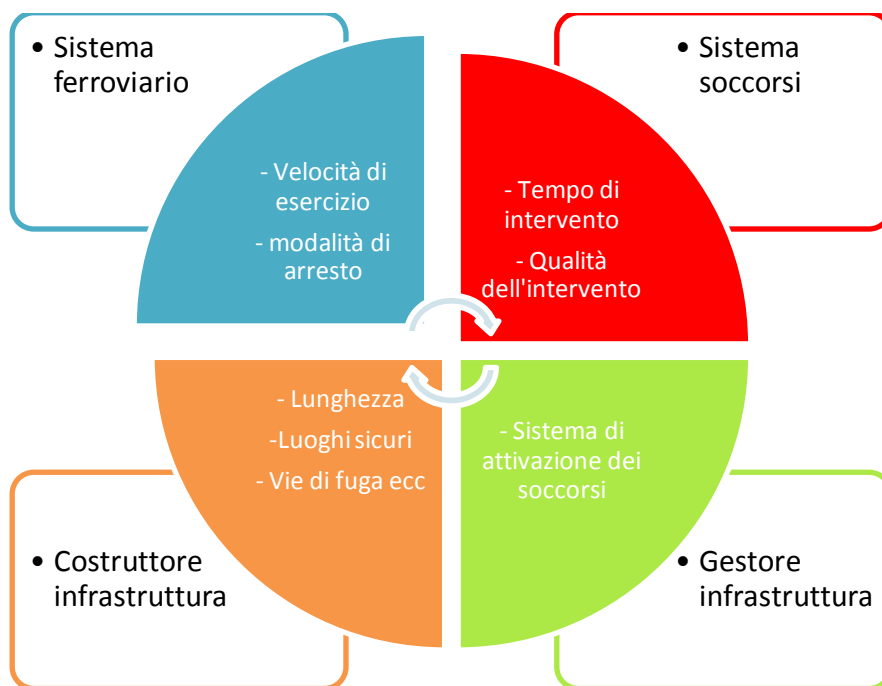 • Sistema
ferroviario
• Sistema
soccorsi
- Velocità di
esercizio
- modalità di
arresto
- Tempo di
intervento
- Qualità
dell'intervento
- Lunghezza
-Luoghi sicuri
- Vie di fuga ecc
- Sistema di
attivazione dei
soccorsi
• Costruttore
infrastruttura
• Gestore
infrastruttura